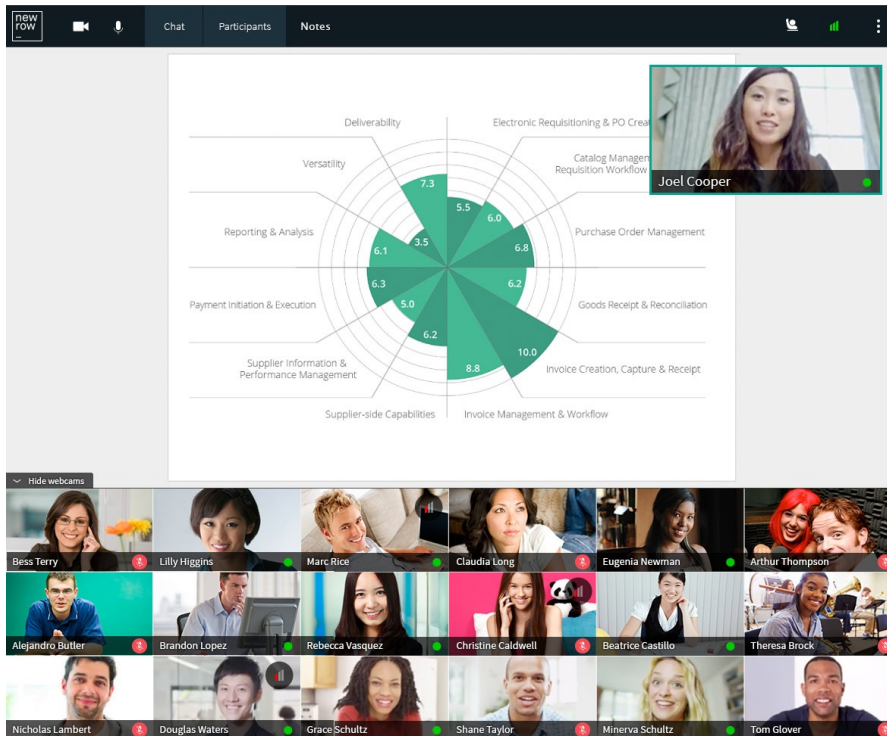 new
row
Chat
Participants
Notes
Deliverability
Electronic Requisitioning & PO Creat
Versatility
Catalog Managem
Requisition Workflow
Joel Cooper
Reporting & Analysis
Purchase Order Management
7.3
5.5
6.0
3.5
6.1
6.8
6.3
6.2
5.0
6.2
10.0
8.8
Payment Initiation & Execution
Goods Receipt & Reconciliation
Supplier Information &
Performance Management
Invoice Creation, Capture & Receipt
Supplier-side Capabilities
Invoice Management & Workflow
Hide webcams
Bess Terry
Lilly Higgins
Marc Rice
Claudia Long
Eugenia Newman
Arthur Thompson
Alejandro Butler
Brandon Lopez
Rebecca Vasquez
Christine Caldwell
Beatrice Castillo
Theresa Brock
Nicholas Lambert
Douglas Waters
Grace Schultz
Shane Taylor
Minerva Schultz
Tom Glover